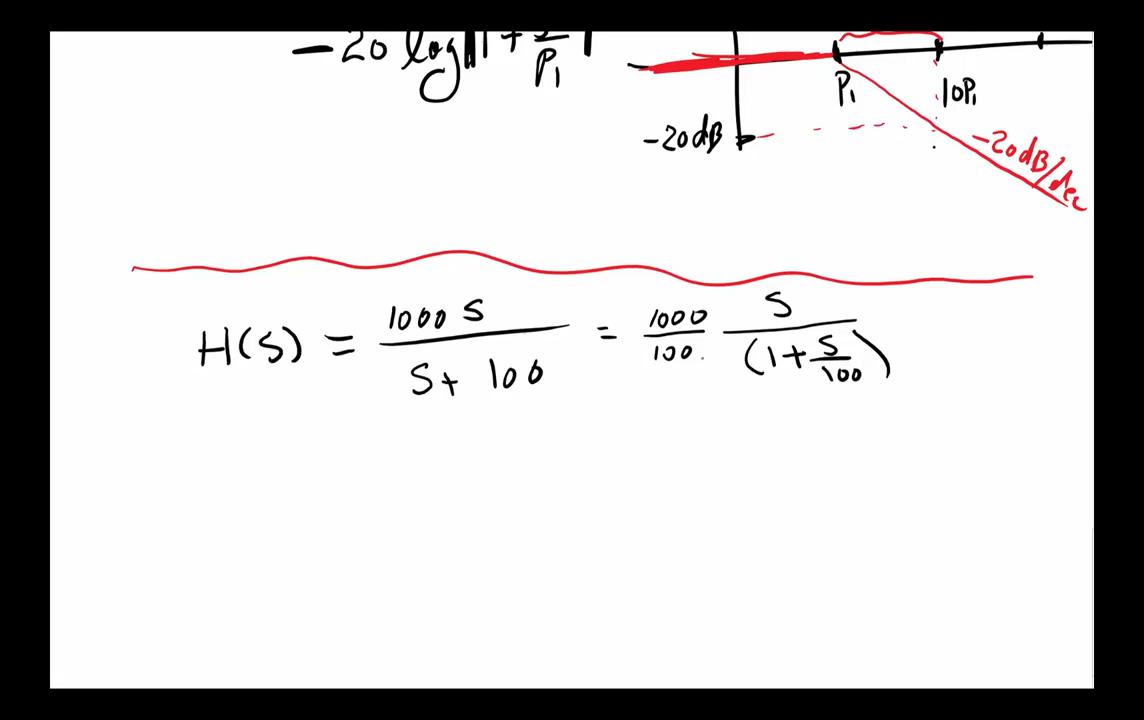 -20 log|1 + S/P₁|
P₁ 10P₁
-20dB
-20dB/dec
H(S) = 1000 S / S + 100 = 1000/100 S / (1 + S/100)